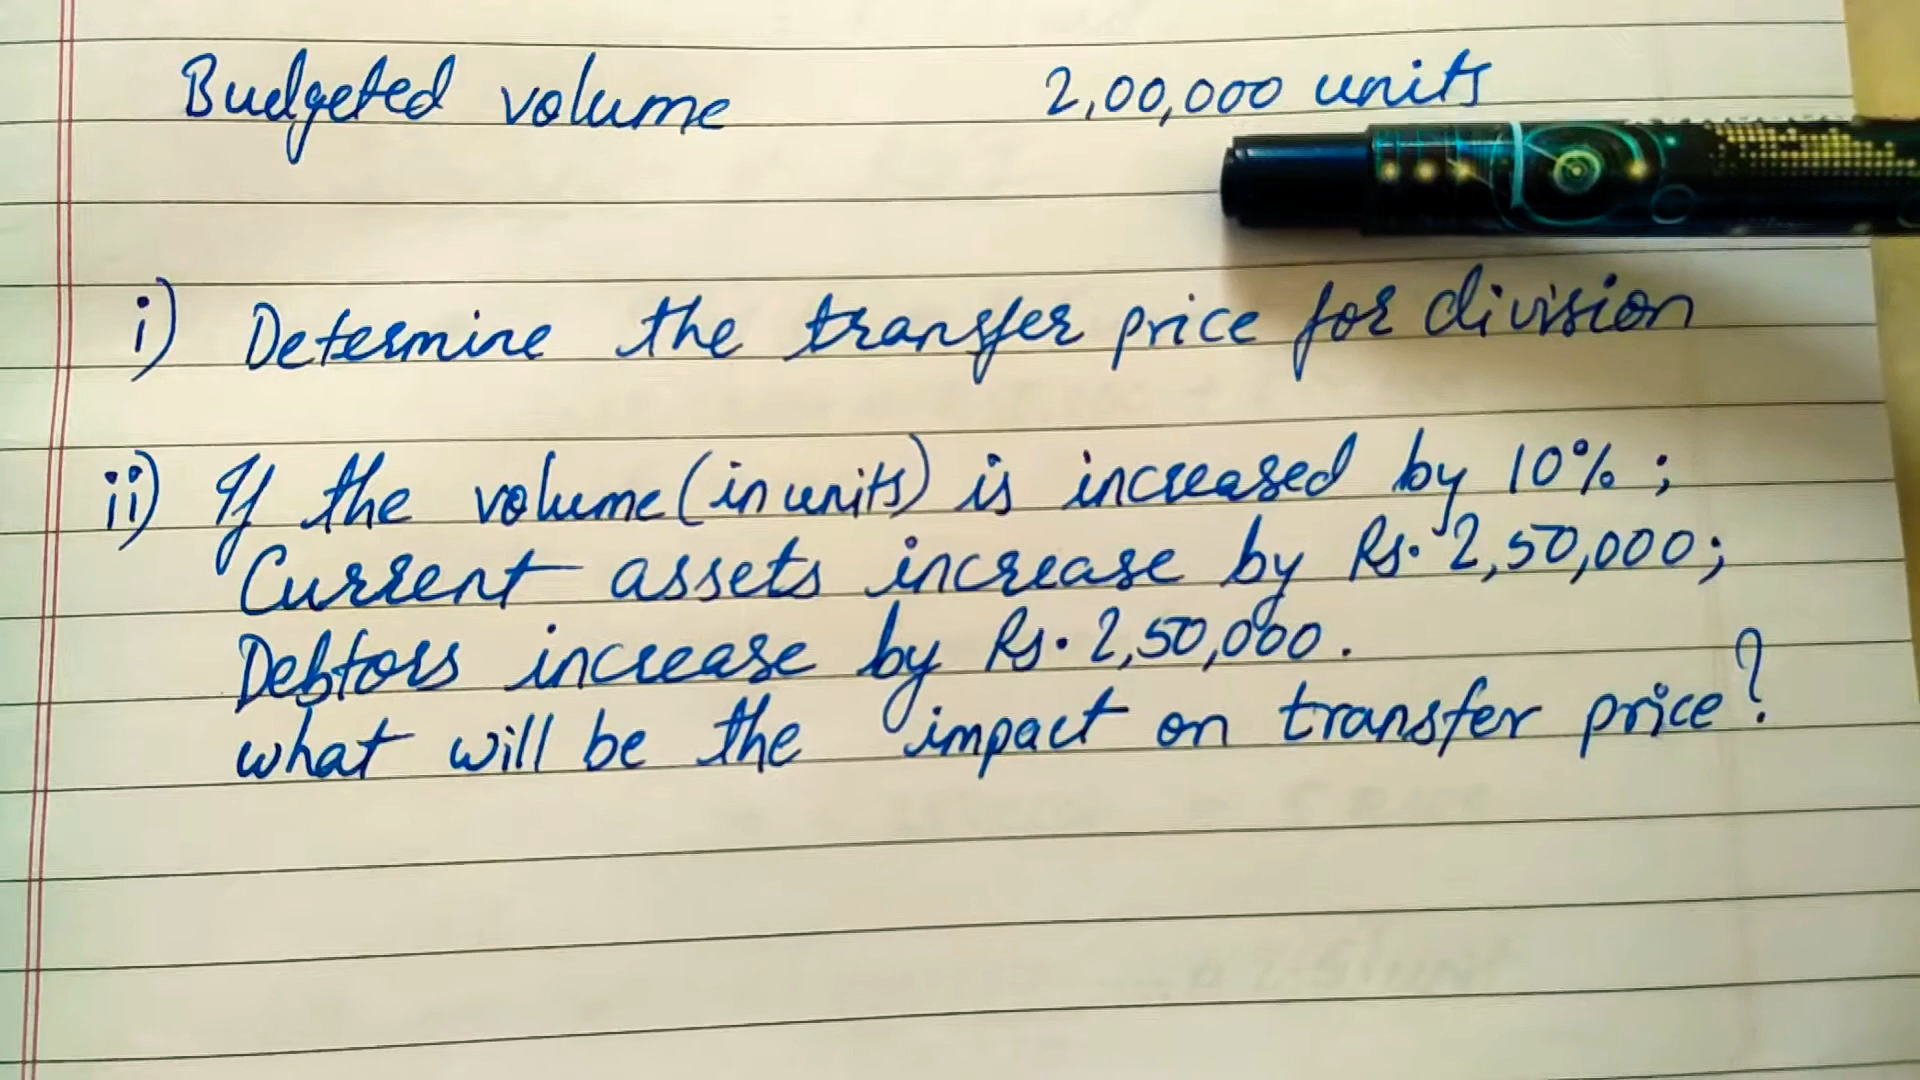 Budgeted volume 2,00,000 units
i) Determine the transfer price for division
ii) If the volume (in units) is increased by 10% ;
Current assets increase by Rs. 2,50,000;
Debtors increase by Rs. 2,50,000.
what will be the impact on transfer price?